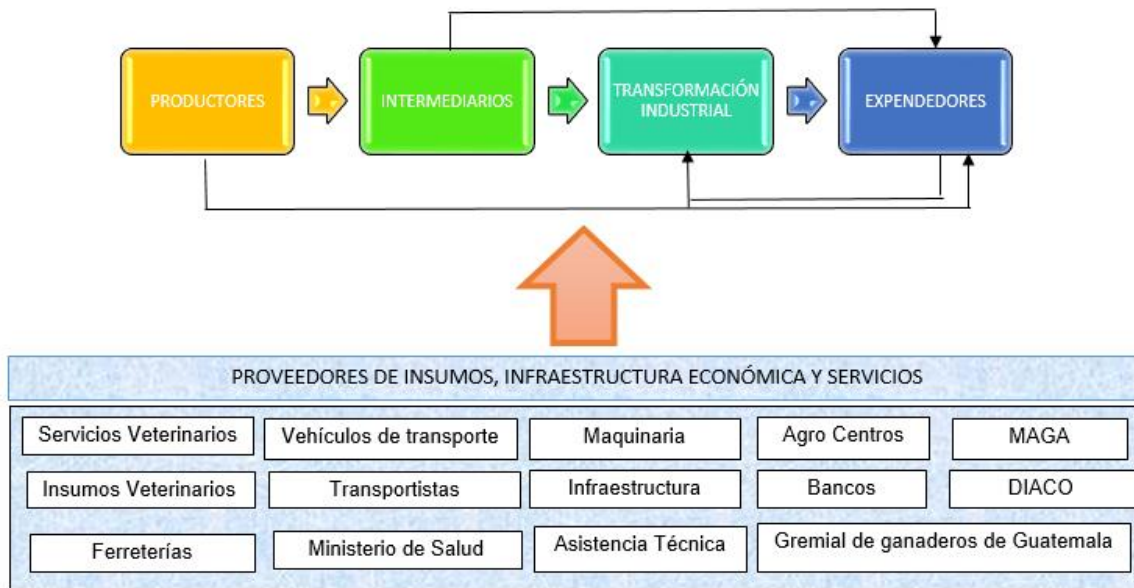 PRODUCTORES
INTERMEDIARIOS
TRANSFORMACIÓN
INDUSTRIAL
EXPENDEDORES
PROVEEDORES DE INSUMOS, INFRAESTRUCTURA ECONÓMICA Y SERVICIOS
Servicios Veterinarios
Vehículos de transporte
Maquinaria
Agro Centros
MAGA
Insumos Veterinarios
Transportistas
Infraestructura
Bancos
DIACO
Ferreterías
Ministerio de Salud
Asistencia Técnica
Gremial de ganaderos de Guatemala